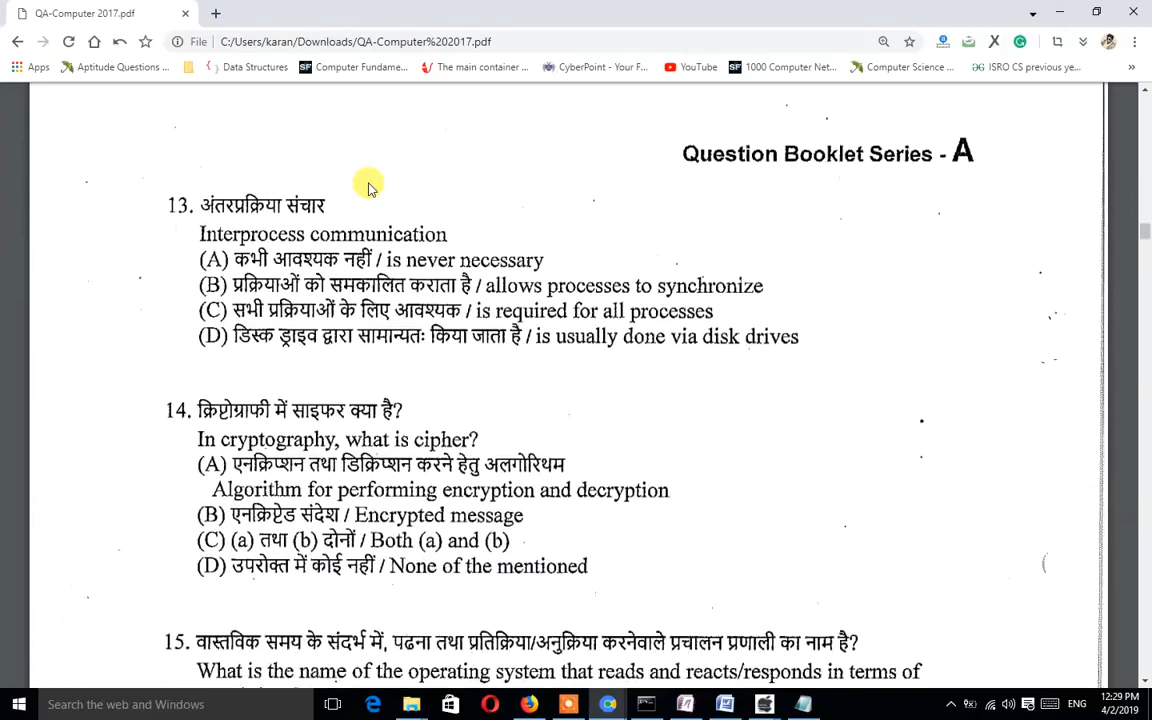 QA-Computer 2017.pdf
File C:/Users/karan/Downloads/QA-Computer%202017.pdf
Apps Aptitude Questions ... Data Structures Computer Fundame... The main container ... CyberPoint - Your F... YouTube 1000 Computer Net... Computer Science ... ISRO CS previous ye...
Question Booklet Series - A
13. अंतरप्रक्रिया संचार
Interprocess communication
(A) कभी आवश्यक नहीं / is never necessary
(B) प्रक्रियाओं को समकालित कराता है / allows processes to synchronize
(C) सभी प्रक्रियाओं के लिए आवश्यक / is required for all processes
(D) डिस्क ड्राइव द्वारा सामान्यतः किया जाता है / is usually done via disk drives
14. क्रिप्टोग्राफी में साइफर क्या है?
In cryptography, what is cipher?
(A) एनक्रिप्शन तथा डिक्रिप्शन करने हेतु अलगोरिथम
Algorithm for performing encryption and decryption
(B) एनक्रिप्टेड संदेश / Encrypted message
(C) (a) तथा (b) दोनों / Both (a) and (b)
(D) उपरोक्त में कोई नहीं / None of the mentioned
15. वास्तविक समय के संदर्भ में, पढना तथा प्रतिक्रिया/अनुक्रिया करनेवाले प्रचालन प्रणाली का नाम है?
What is the name of the operating system that reads and reacts/responds in terms of
Search the web and Windows
ENG
12:29 PM
4/2/2019